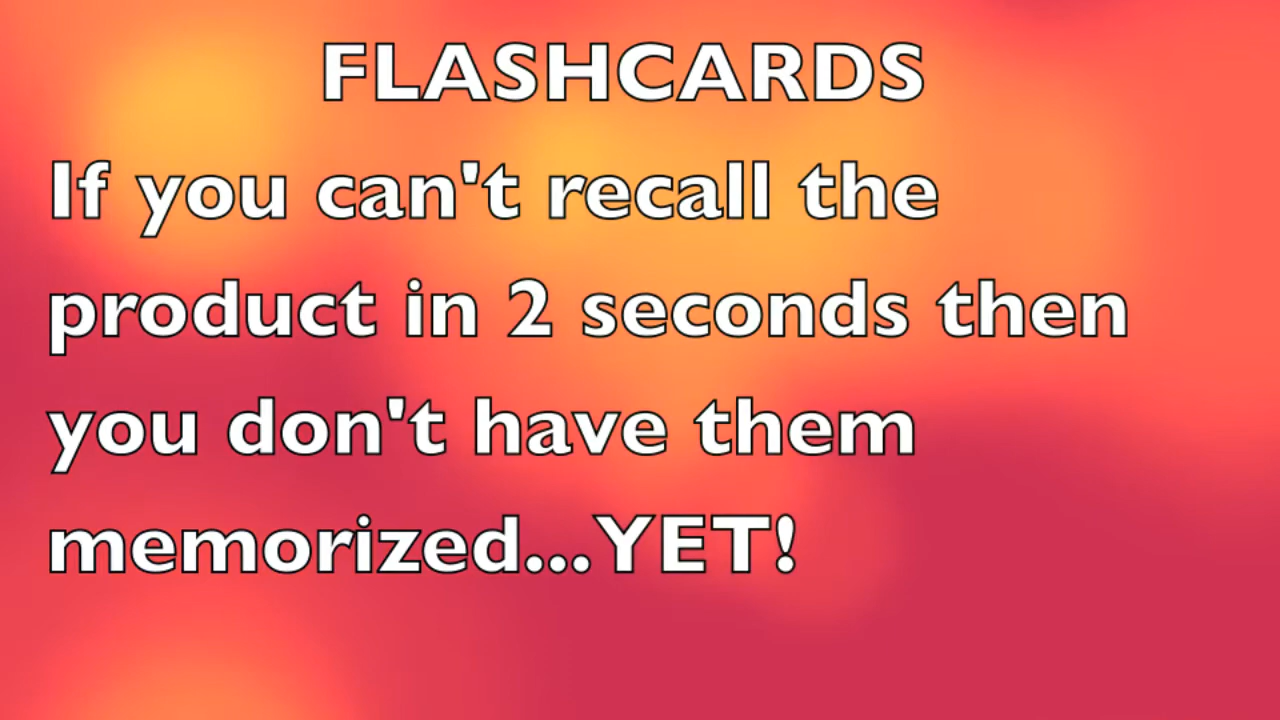 FLASHCARDS
If you can't recall the
product in 2 seconds then
you don't have them
memorized...YET!